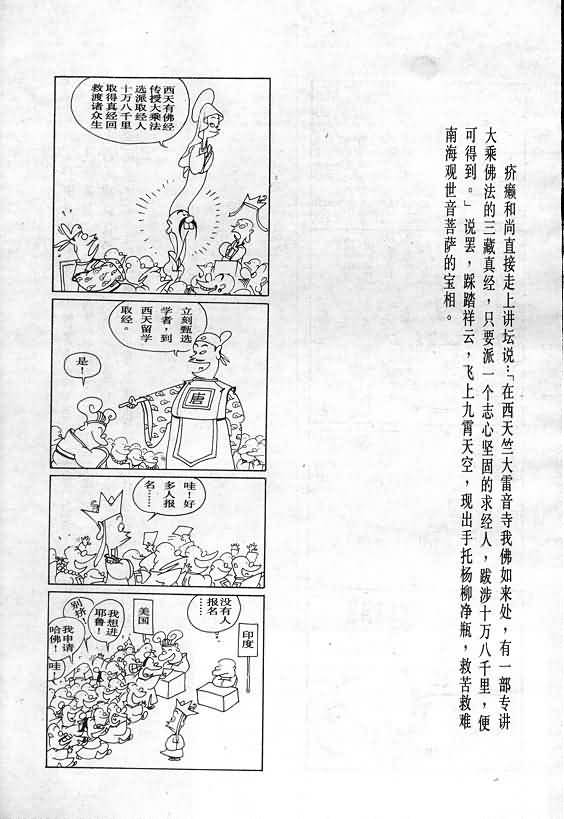 疥癞和尚直接走上讲坛说:「在西天竺大雷音寺我佛如来处,有一部专讲
大乘佛法的三藏真经,只要派一个志心坚固的求经人,跋涉十万八千里,便
可得到。」说罢,踩踏祥云,飞上九霄天空,现出手托杨柳净瓶,救苦救难
南海观世音菩萨的宝相。
西天有佛经
传授大乘法
选派取经人
十万八千里
取得真经回
救渡诸众生
立刻甄选
学者,到
西天留学
取经。
唐
是!
哇!好
多人报
名……
印度
没有人
报名…
美国
我想进
耶鲁!
别挤!
我申请
哈佛!
哇!